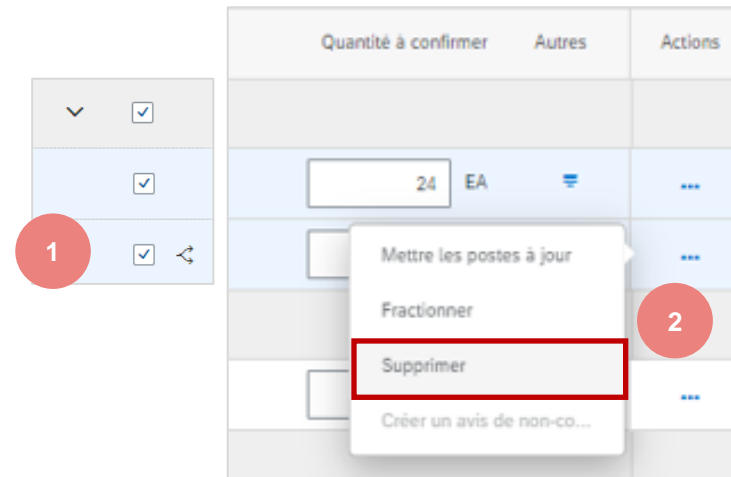 Quantité à confirmer Autres Actions
24 EA
1
Mettre les postes à jour
Fractionner
2
Supprimer
Créer un avis de non-co...